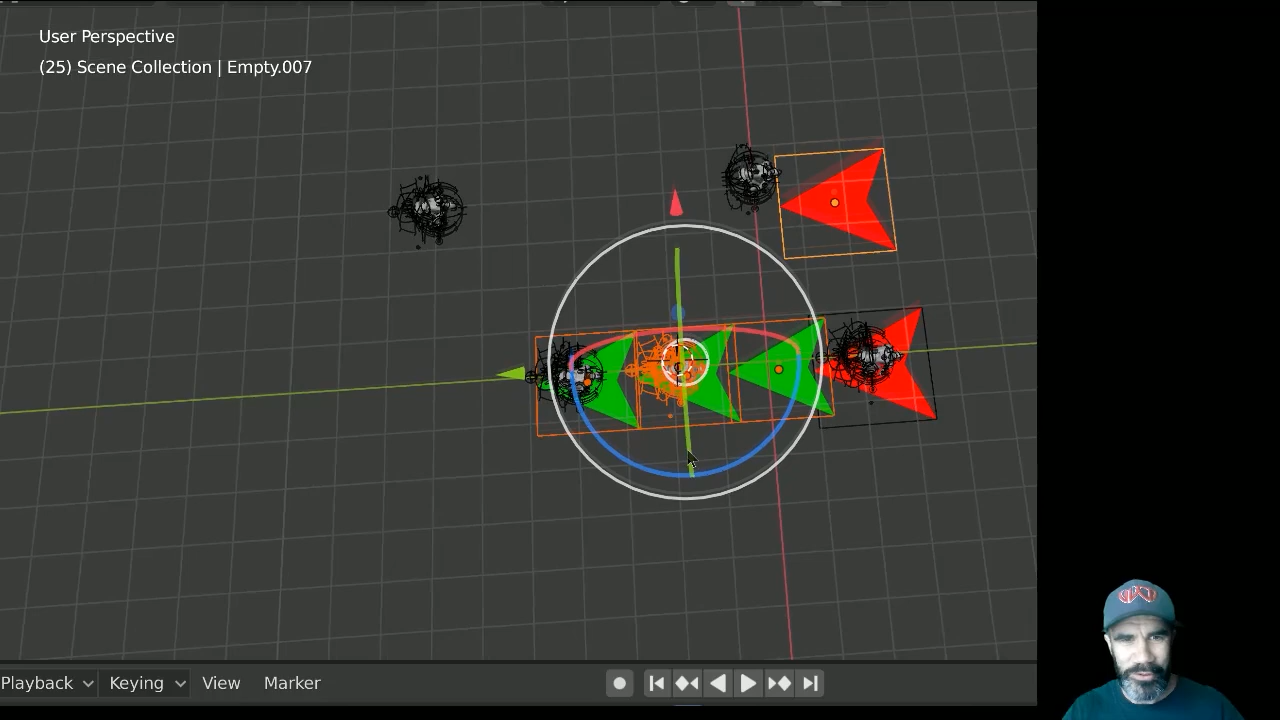 User Perspective
(25) Scene Collection | Empty.007
Playback Keying View Marker